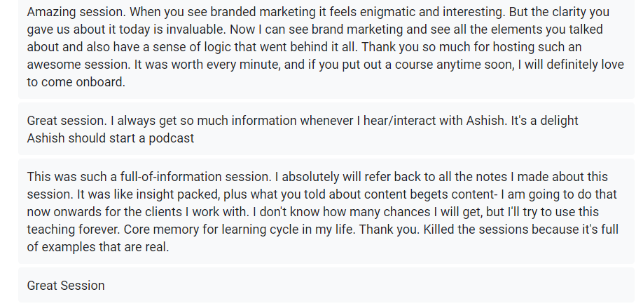 Amazing session. When you see branded marketing it feels enigmatic and interesting. But the clarity you
gave us about it today is invaluable. Now I can see brand marketing and see all the elements you talked
about and also have a sense of logic that went behind it all. Thank you so much for hosting such an
awesome session. It was worth every minute, and if you put out a course anytime soon, I will definitely love
to come onboard.
Great session. I always get so much information whenever I hear/interact with Ashish. It's a delight
Ashish should start a podcast
This was such a full-of-information session. I absolutely will refer back to all the notes I made about this
session. It was like insight packed, plus what you told about content begets content- I am going to do that
now onwards for the clients I work with. I don't know how many chances I will get, but I'll try to use this
teaching forever. Core memory for learning cycle in my life. Thank you. Killed the sessions because it's full
of examples that are real.
Great Session